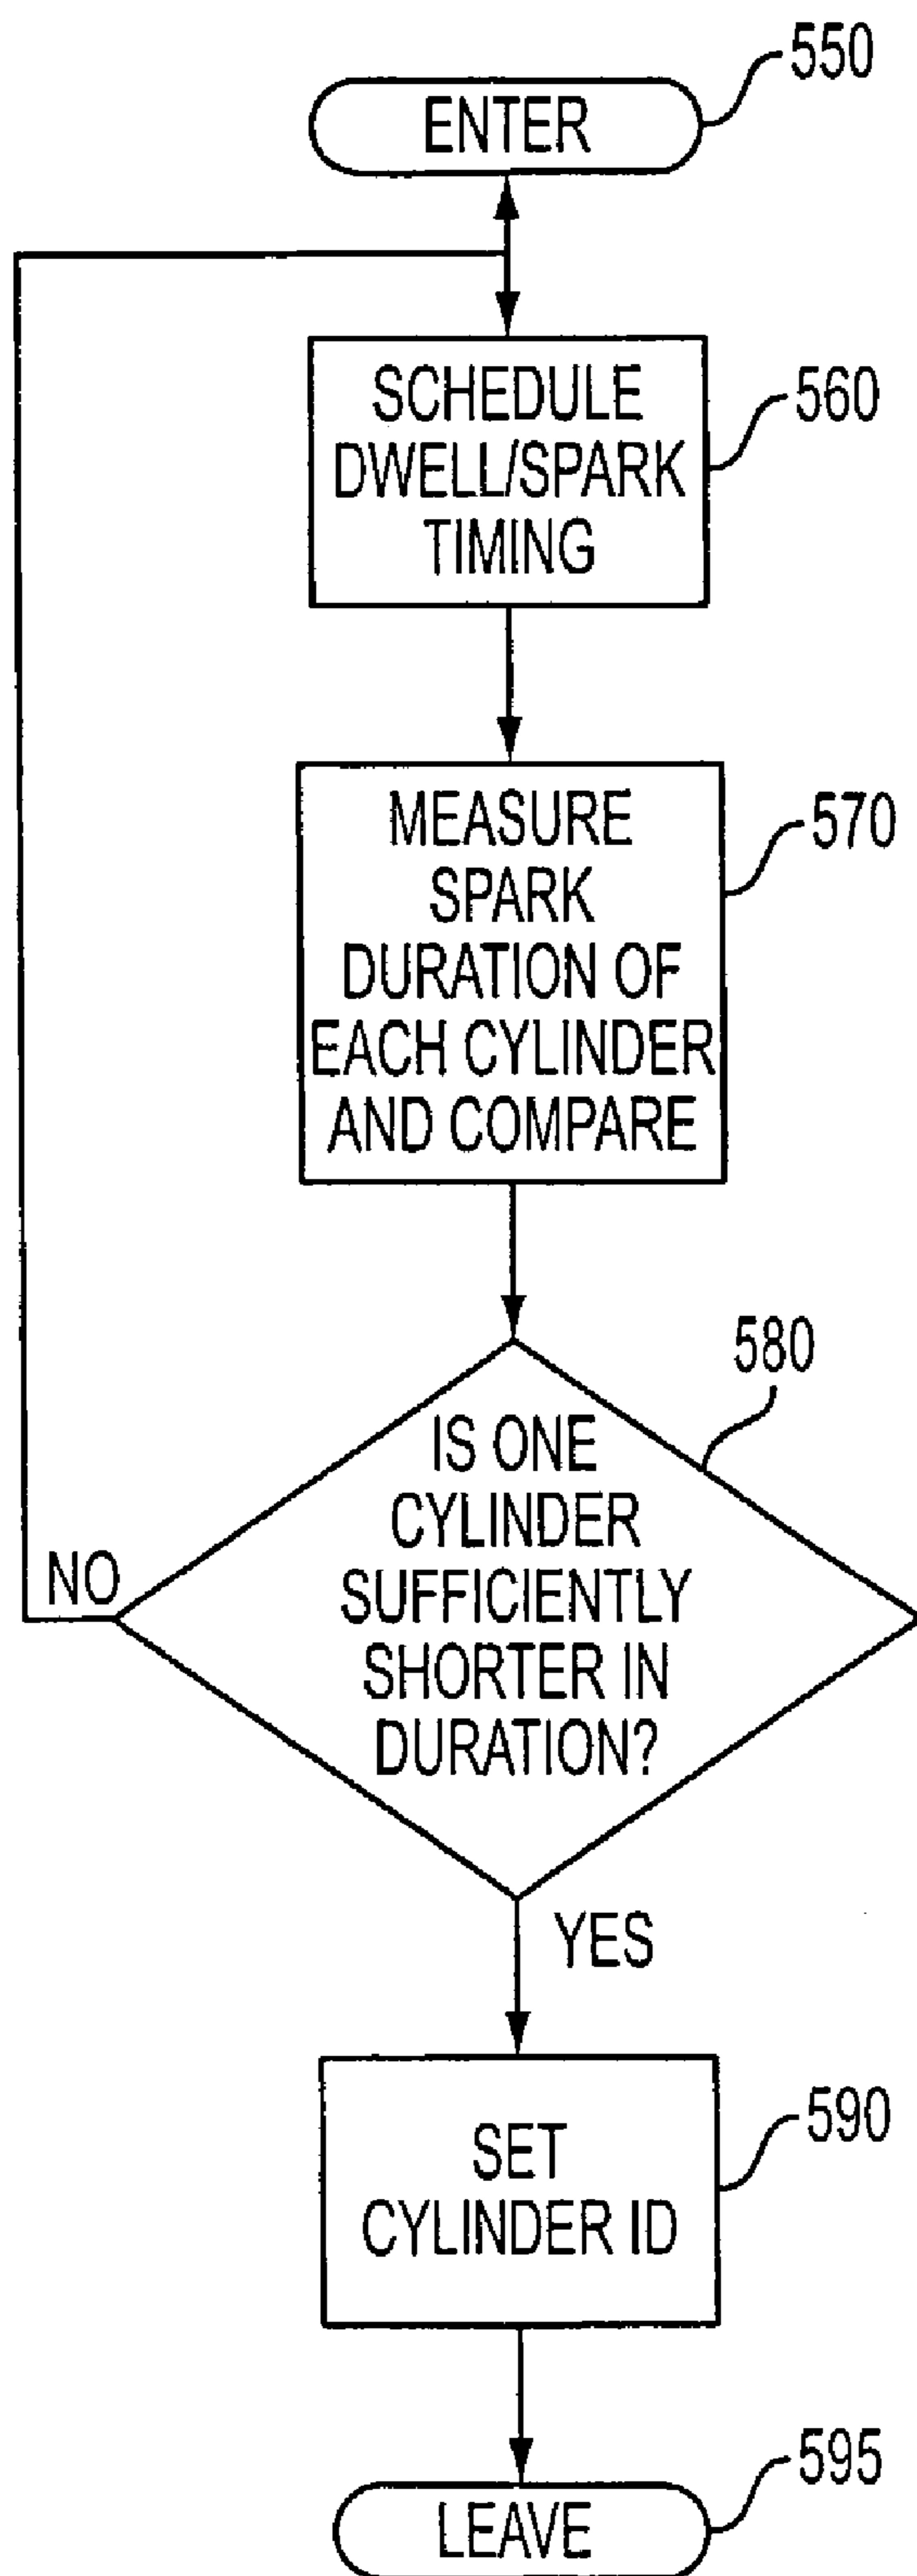 550
ENTER
SCHEDULE
DWELL/SPARK
TIMING
560
MEASURE
SPARK
DURATION OF
EACH CYLINDER
AND COMPARE
570
580
IS ONE
CYLINDER
SUFFICIENTLY
SHORTER IN
DURATION?
NO
YES
SET
CYLINDER ID
590
LEAVE
595